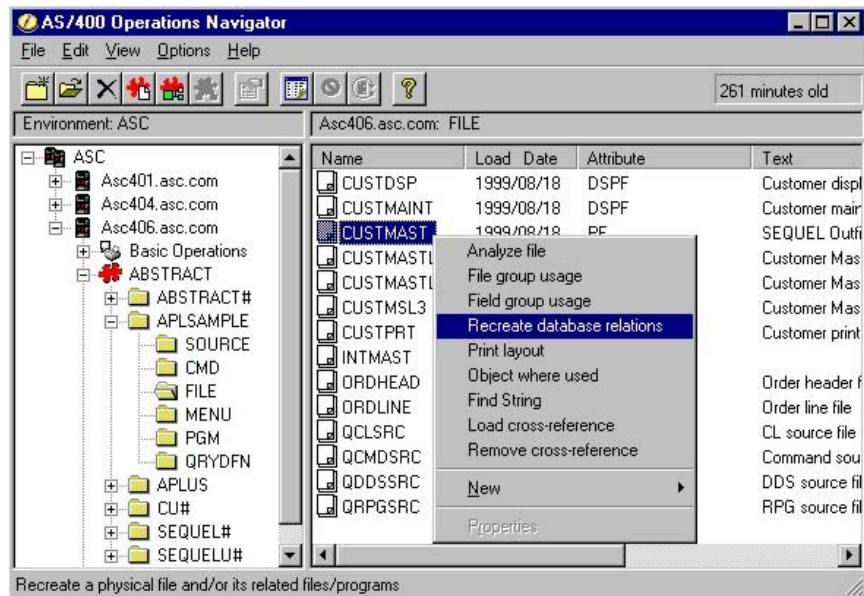 AS/400 Operations Navigator
File Edit View Options Help
261 minutes old
Environment: ASC
Asc406.asc.com: FILE
ASC
Asc401.asc.com
Asc404.asc.com
Asc406.asc.com
Basic Operations
ABSTRACT
ABSTRACT#
APLSAMPLE
SOURCE
CMD
FILE
MENU
PGM
QRYDFN
APLUS
CU#
SEQUEL#
SEQUELU#
Name Load Date Attribute Text
CUSTDSP 1999/08/18 DSPF Customer displ
CUSTMAINT 1999/08/18 DSPF Customer main
CUSTMAST 1999/08/18 PF SEQUEL Outfi
CUSTMASTL Customer Mas
CUSTMASTL Customer Mas
CUSTMSL3 Customer Mas
CUSTPRT Customer print
INTMAST
ORDHEAD Order header f
ORDLINE Order line file
QCLSRC CL source file
QCMDSRC Command sou
QDDSSRC DDS source fil
QRPGSRC RPG source fil
Analyze file
File group usage
Field group usage
Recreate database relations
Print layout
Object where used
Find String
Load cross-reference
Remove cross-reference
New
Properties
Recreate a physical file and/or its related files/programs